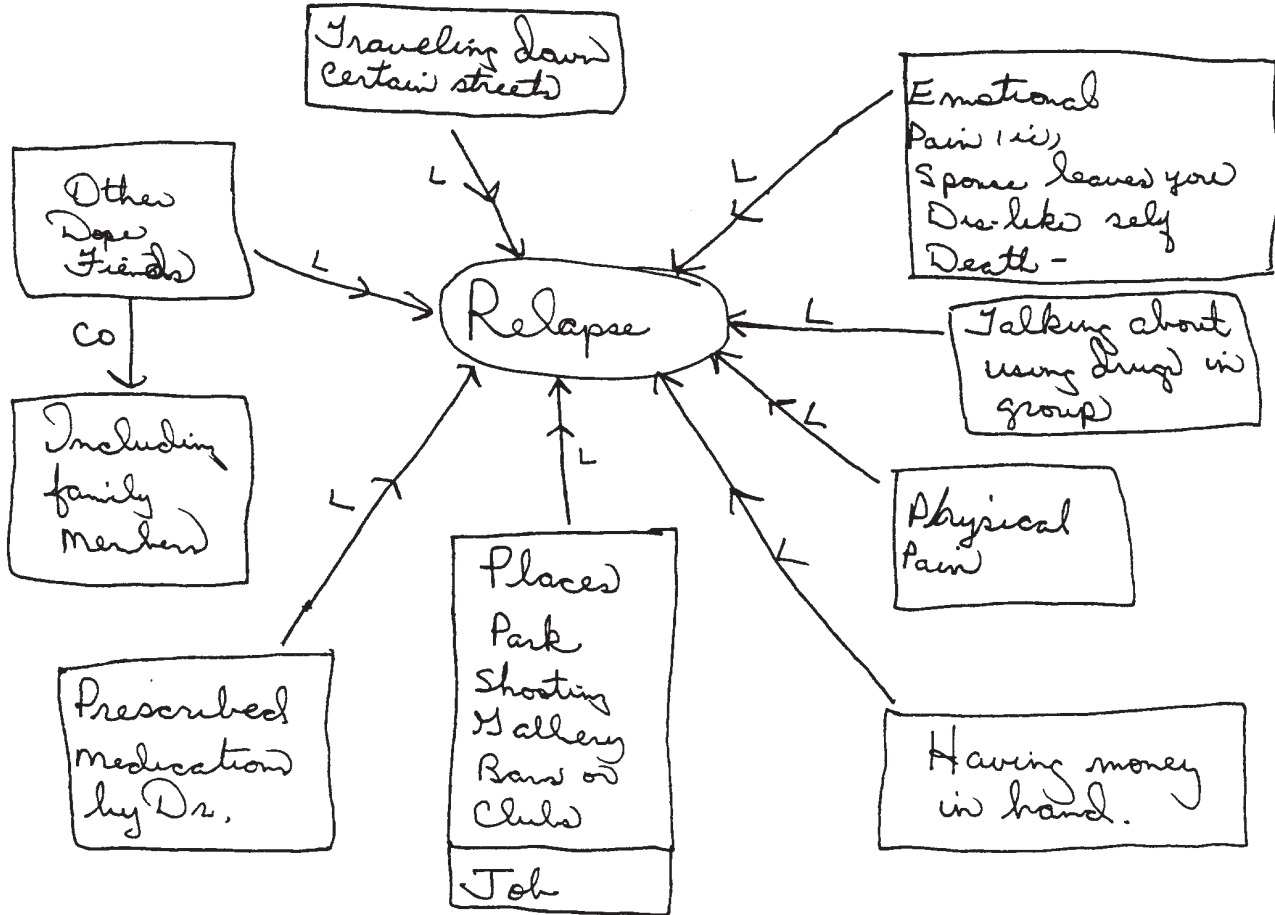 Traveling down
certain streets
Emotional
Pain (ie,
Spouse leaves you
Dis-like self
Death -
Other
Dope
Fiends
L
L
L
L
L
L
L
L
Relapse
CO
Talking about
using drugs in
group
Including
family
members
Physical
Pain
Places
Park
Shooting
Gallery
Bars or
Clubs
Job
Prescribed
medications
by Dr.
Having money
in hand.